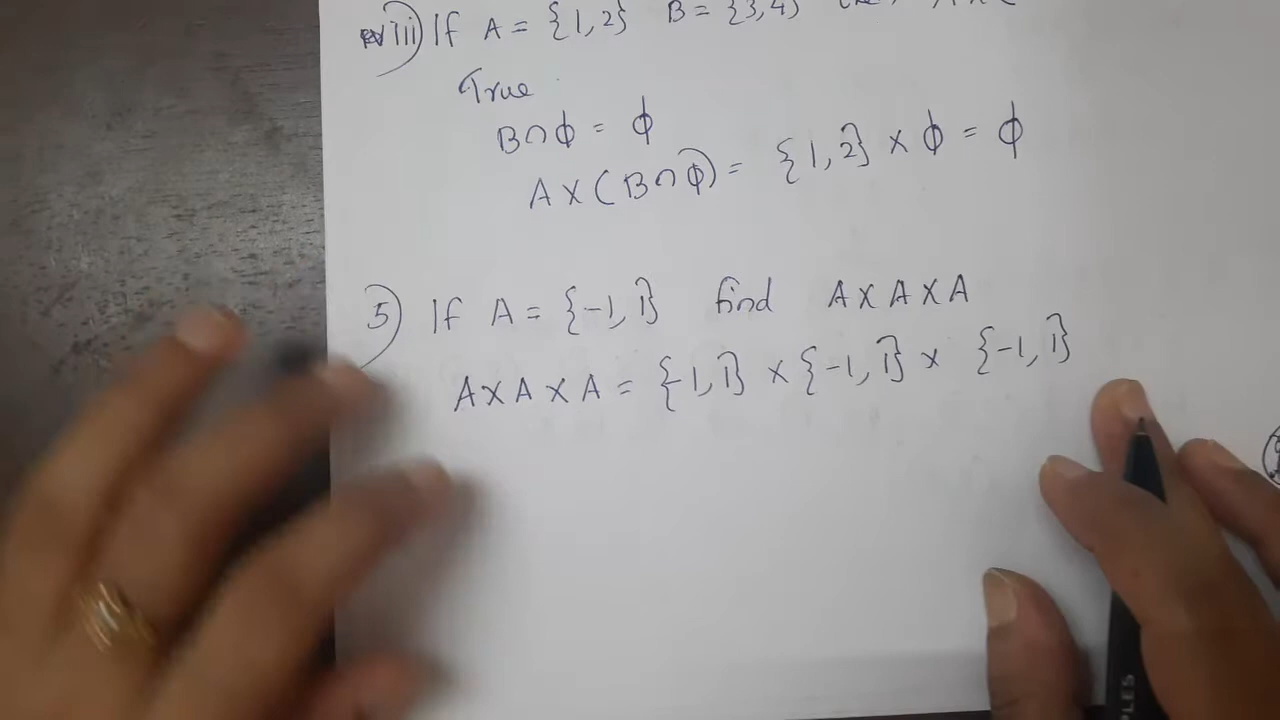 iii) If A = {1,2} B = {3,4}
True
B∩ϕ = ϕ
A×(B∩ϕ) = {1,2} × ϕ = ϕ
5) If A = {-1,1} find A×A×A
A×A×A = {-1,1} × {-1,1} × {-1,1}